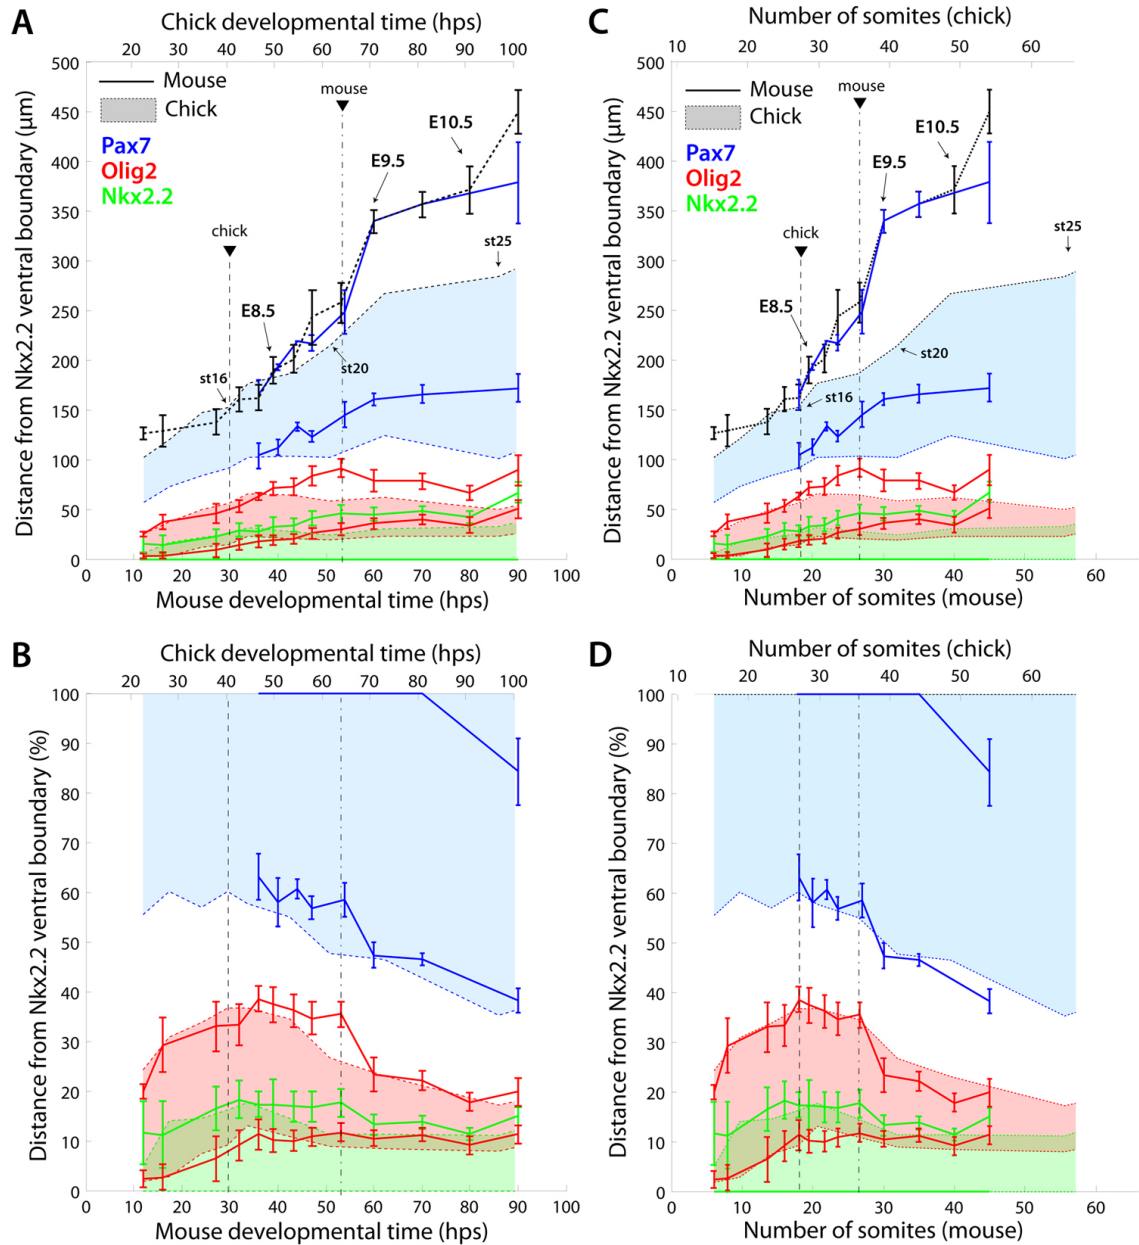 A
Chick developmental time (hps)
20 30 40 50 60 70 80 90 100
500
450
400
350
300
250
200
150
100
50
0
Distance from Nkx2.2 ventral boundary (μm)
Mouse
Chick
Pax7
Olig2
Nkx2.2
chick
mouse
E8.5
E9.5
E10.5
st16
st20
st25
0 10 20 30 40 50 60 70 80 90 100
Mouse developmental time (hps)
C
Number of somites (chick)
10 20 30 40 50 60
500
450
400
350
300
250
200
150
100
50
0
Distance from Nkx2.2 ventral boundary (μm)
Mouse
Chick
Pax7
Olig2
Nkx2.2
chick
mouse
E8.5
E9.5
E10.5
st16
st20
st25
0 10 20 30 40 50 60
Number of somites (mouse)
B
Chick developmental time (hps)
20 30 40 50 60 70 80 90 100
100
90
80
70
60
50
40
30
20
10
0
Distance from Nkx2.2 ventral boundary (%)
0 10 20 30 40 50 60 70 80 90 100
Mouse developmental time (hps)
D
Number of somites (chick)
10 20 30 40 50 60
100
90
80
70
60
50
40
30
20
10
0
Distance from Nkx2.2 ventral boundary (%)
0 10 20 30 40 50 60
Number of somites (mouse)